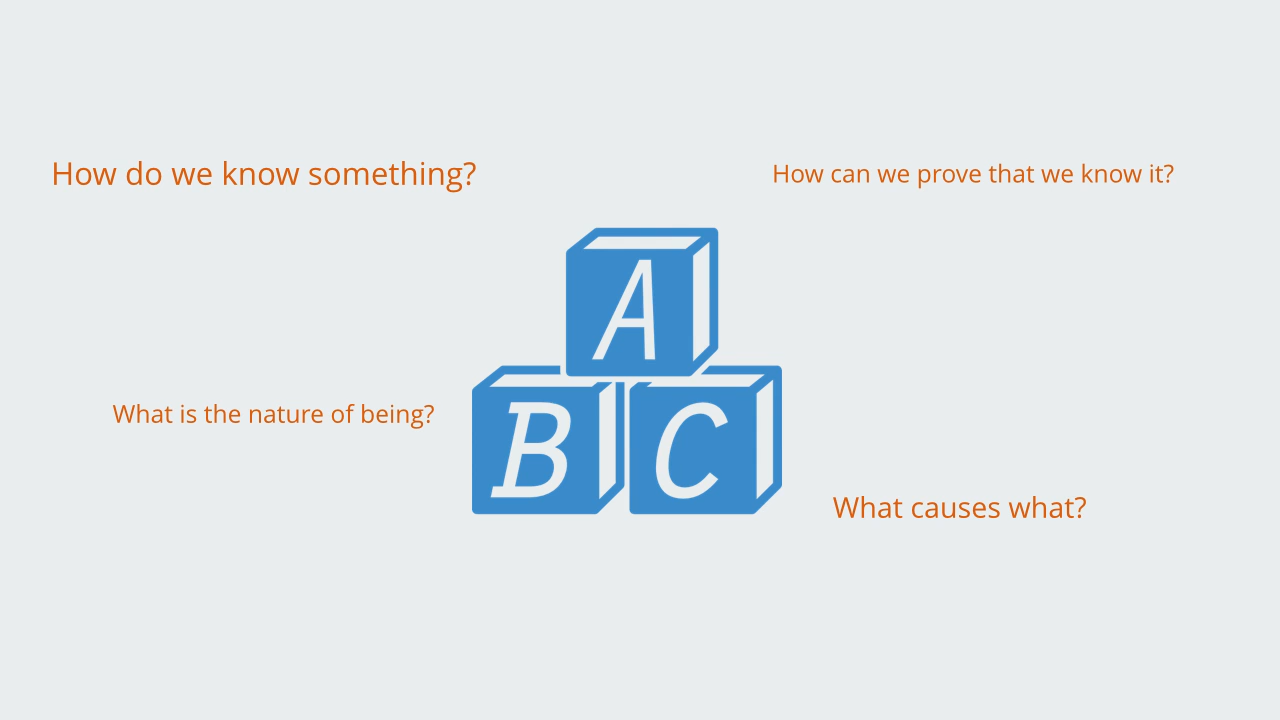 How do we know something?
How can we prove that we know it?
A
B C
What is the nature of being?
What causes what?